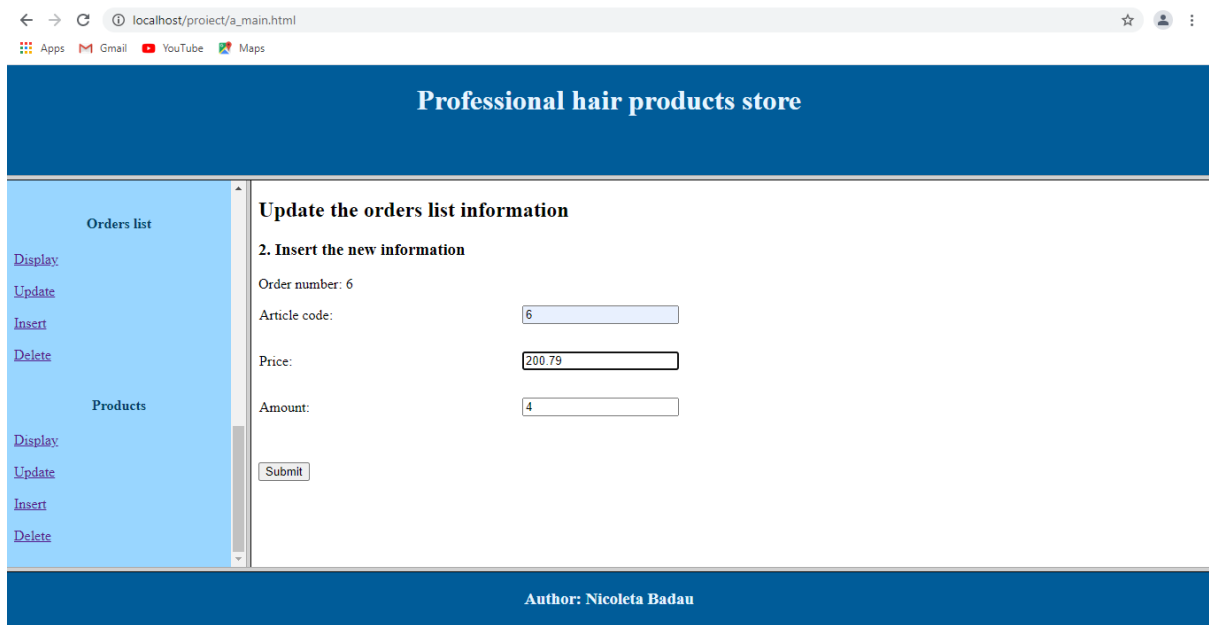 localhost/proiect/a_main.html
Apps Gmail YouTube Maps
Professional hair products store
Orders list
Display
Update
Insert
Delete
Products
Display
Update
Insert
Delete
Update the orders list information
2. Insert the new information
Order number: 6
Article code: 6
Price: 200.79
Amount: 4
Submit
Author: Nicoleta Badau